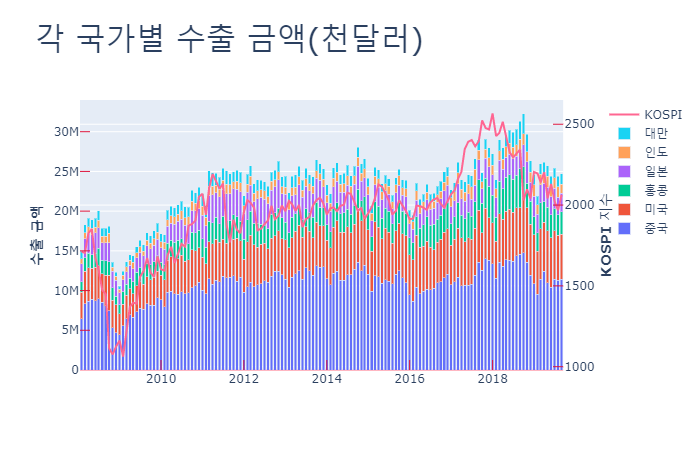 각 국가별 수출 금액(천달러)
수출 금액
30M
25M
20M
15M
10M
5M
0
2010
2012
2014
2016
2018
2500
2000
1500
1000
KOSPI 지수
KOSPI
대만
인도
일본
홍콩
미국
중국